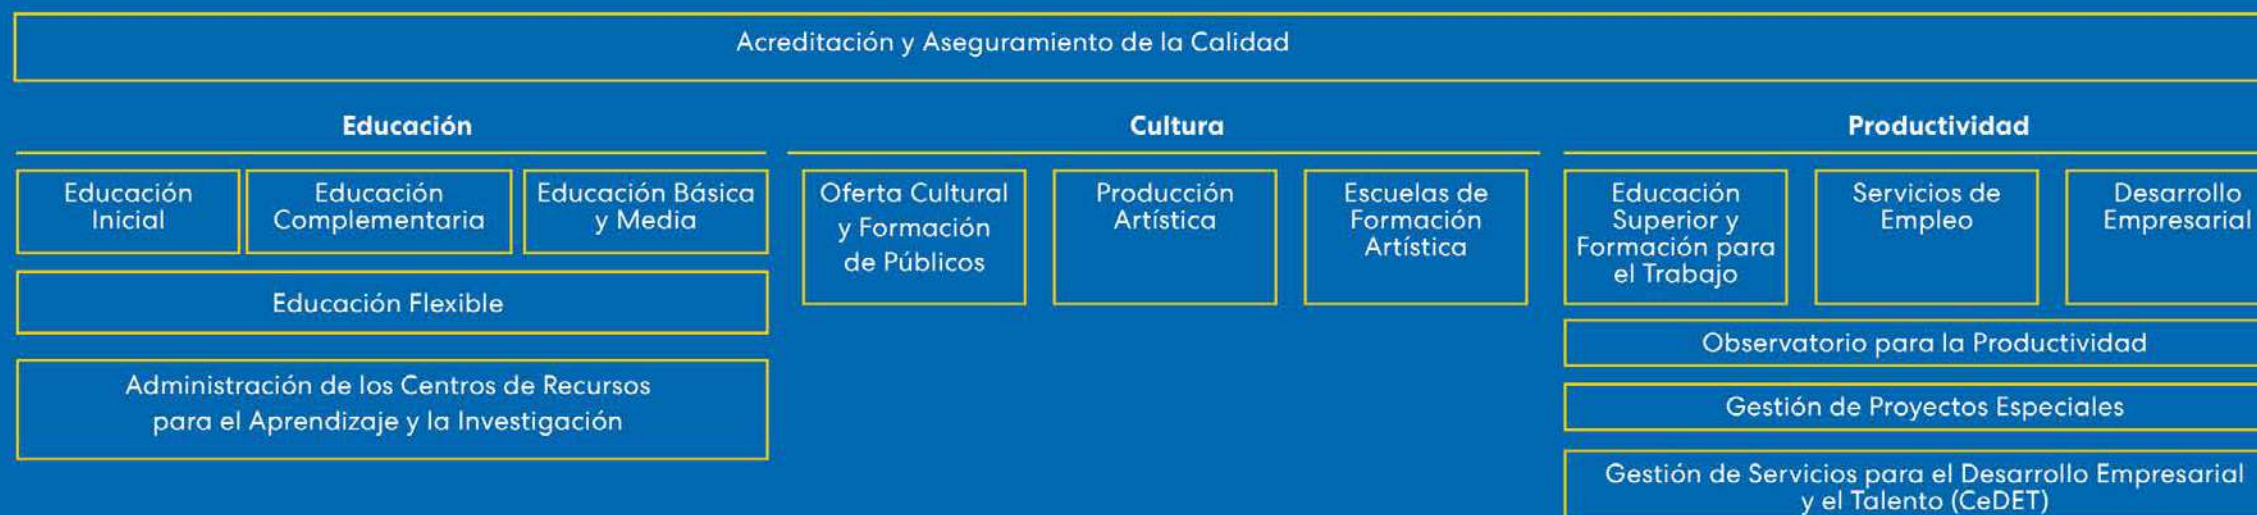 Acreditación y Aseguramiento de la Calidad
Educación
Educación
Inicial
Educación
Complementaria
Educación Básica
y Media
Educación Flexible
Administración de los Centros de Recursos
para el Aprendizaje y la Investigación
Cultura
Oferta Cultural
y Formación
de Públicos
Producción
Artística
Escuelas de
Formación
Artística
Productividad
Educación
Superior y
Formación para
el Trabajo
Servicios de
Empleo
Desarrollo
Empresarial
Observatorio para la Productividad
Gestión de Proyectos Especiales
Gestión de Servicios para el Desarrollo Empresarial
y el Talento (CeDET)